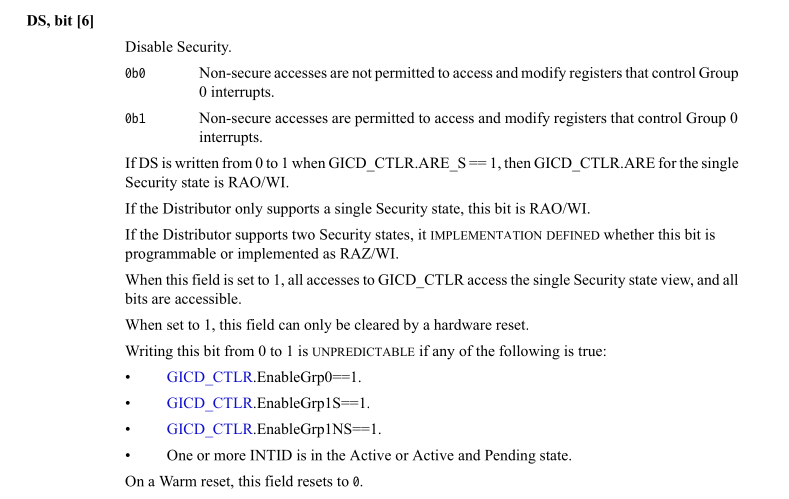 DS, bit [6]
Disable Security.
0b0 Non-secure accesses are not permitted to access and modify registers that control Group
0 interrupts.
0b1 Non-secure accesses are permitted to access and modify registers that control Group 0
interrupts.
If DS is written from 0 to 1 when GICD_CTLR.ARE_S == 1, then GICD_CTLR.ARE for the single
Security state is RAO/WI.
If the Distributor only supports a single Security state, this bit is RAO/WI.
If the Distributor supports two Security states, it IMPLEMENTATION DEFINED whether this bit is
programmable or implemented as RAZ/WI.
When this field is set to 1, all accesses to GICD_CTLR access the single Security state view, and all
bits are accessible.
When set to 1, this field can only be cleared by a hardware reset.
Writing this bit from 0 to 1 is UNPREDICTABLE if any of the following is true:
• GICD_CTLR.EnableGrp0==1.
• GICD_CTLR.EnableGrp1S==1.
• GICD_CTLR.EnableGrp1NS==1.
• One or more INTID is in the Active or Active and Pending state.
On a Warm reset, this field resets to 0.